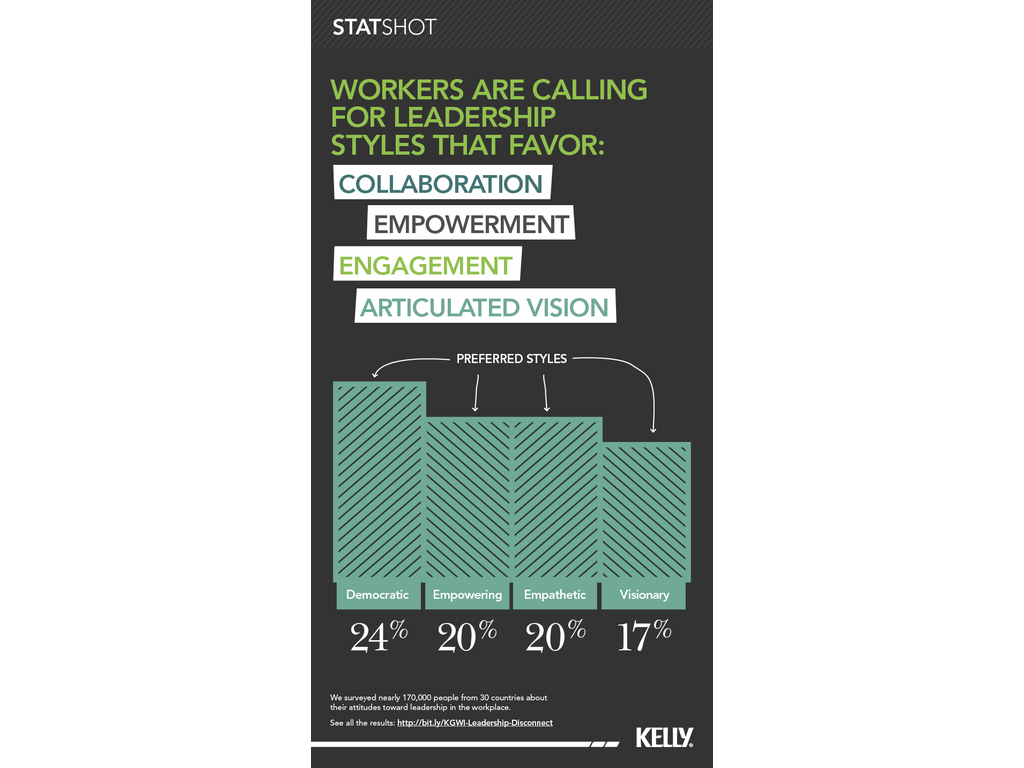 STATSHOT
WORKERS ARE CALLING
FOR LEADERSHIP
STYLES THAT FAVOR:
COLLABORATION
EMPOWERMENT
ENGAGEMENT
ARTICULATED VISION
PREFERRED STYLES
Democratic Empowering Empathetic Visionary
24% 20% 20% 17%
We surveyed nearly 170,000 people from 30 countries about
their attitudes toward leadership in the workplace.
See all the results: http://bit.ly/KGWI-Leadership-Disconnect
KELLY®